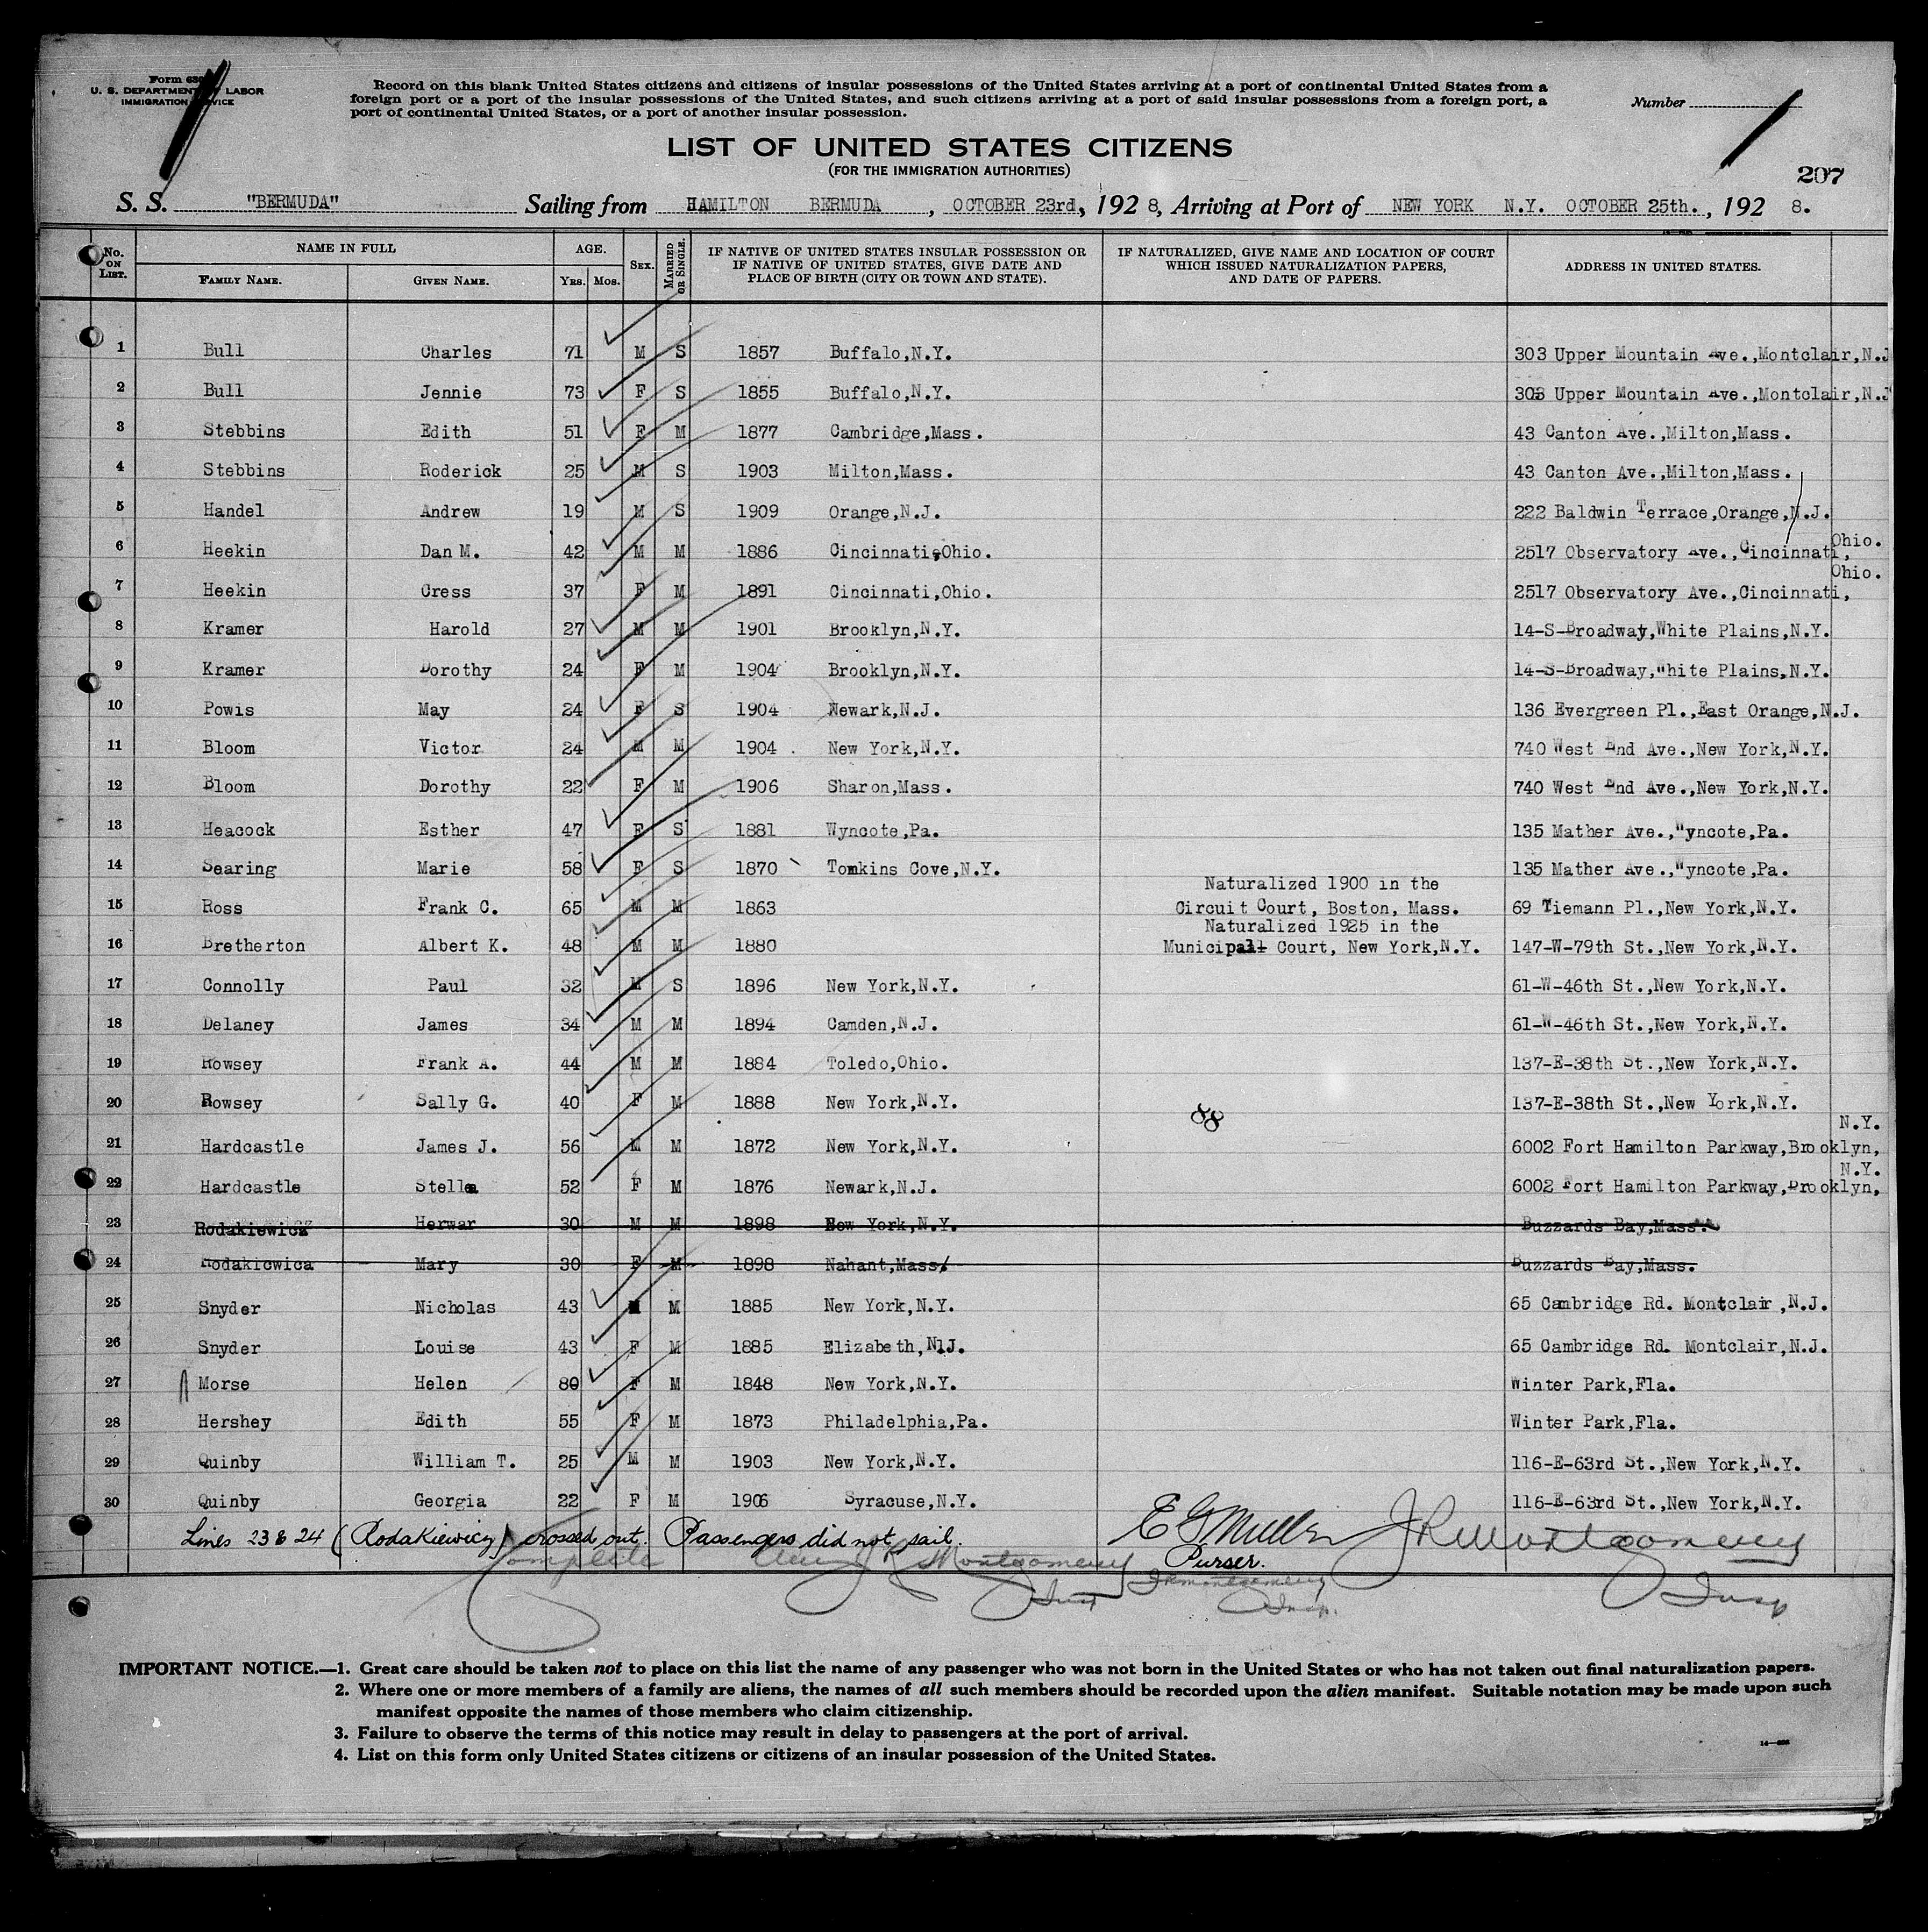 Form 630
U. S. DEPARTMENT OF LABOR
IMMIGRATION SERVICE
Record on this blank United States citizens and citizens of insular possessions of the United States arriving at a port of continental United States from a
foreign port or a port of the insular possessions of the United States, and such citizens arriving at a port of said insular possessions from a foreign port, a
port of continental United States, or a port of another insular possession.
Number
LIST OF UNITED STATES CITIZENS
(FOR THE IMMIGRATION AUTHORITIES)
207
S. S. "BERMUDA" Sailing from HAMILTON BERMUDA, OCTOBER 23rd, 1928, Arriving at Port of NEW YORK N.Y. OCTOBER 25th., 1928.
No. ON LIST. NAME IN FULL AGE. SEX. MARRIED OR SINGLE. IF NATIVE OF UNITED STATES INSULAR POSSESSION OR IF NATIVE OF UNITED STATES, GIVE DATE AND PLACE OF BIRTH (CITY OR TOWN AND STATE). IF NATURALIZED, GIVE NAME AND LOCATION OF COURT WHICH ISSUED NATURALIZATION PAPERS, AND DATE OF PAPERS. ADDRESS IN UNITED STATES.
FAMILY NAME. GIVEN NAME. YRS. MOS.
1 Bull Charles 71 M S 1857 Buffalo,N.Y. 303 Upper Mountain Ave.,Montclair,N.J
2 Bull Jennie 73 F S 1855 Buffalo,N.Y. 303 Upper Mountain Ave.,Montclair,N.J
3 Stebbins Edith 51 F M 1877 Cambridge,Mass. 43 Canton Ave.,Milton,Mass.
4 Stebbins Roderick 25 M S 1903 Milton,Mass. 43 Canton Ave.,Milton,Mass.
5 Handel Andrew 19 M S 1909 Orange,N.J. 222 Baldwin Terrace,Orange,N.J.
6 Heekin Dan M. 42 M M 1886 Cincinnati,Ohio. 2517 Observatory Ave.,Cincinnati, Ohio.
7 Heekin Cress 37 F M 1891 Cincinnati,Ohio. 2517 Observatory Ave.,Cincinnati, Ohio.
8 Kramer Harold 27 M M 1901 Brooklyn,N.Y. 14-S-Broadway,White Plains,N.Y.
9 Kramer Dorothy 24 F M 1904 Brooklyn,N.Y. 14-S-Broadway,White Plains,N.Y.
10 Powis May 24 F S 1904 Newark,N.J. 136 Evergreen Pl.,East Orange,N.J.
11 Bloom Victor 24 M M 1904 New York,N.Y. 740 West End Ave.,New York,N.Y.
12 Bloom Dorothy 22 F M 1906 Sharon,Mass. 740 West End Ave.,New York,N.Y.
13 Heacock Esther 47 F S 1881 Wyncote,Pa. 135 Mather Ave.,Wyncote,Pa.
14 Searing Marie 58 F S 1870 Tomkins Cove,N.Y. 135 Mather Ave.,Wyncote,Pa.
15 Ross Frank C. 65 M M 1863 Naturalized 1900 in the Circuit Court, Boston, Mass. 69 Tiemann Pl.,New York,N.Y.
16 Bretherton Albert K. 48 M M 1880 Naturalized 1925 in the Municipal Court, New York,N.Y. 147-W-79th St.,New York,N.Y.
17 Connolly Paul 32 M S 1896 New York,N.Y. 61-W-46th St.,New York,N.Y.
18 Delaney James 34 M M 1894 Camden,N.J. 61-W-46th St.,New York,N.Y.
19 Rowsey Frank A. 44 M M 1884 Toledo,Ohio. 137-E-38th St.,New York,N.Y.
20 Rowsey Sally G. 40 F M 1888 New York,N.Y. 137-E-38th St.,New York,N.Y.
88
21 Hardcastle James J. 56 M M 1872 New York,N.Y. 6002 Fort Hamilton Parkway,Brooklyn, N.Y.
22 Hardcastle Stella 52 F M 1876 Newark,N.J. 6002 Fort Hamilton Parkway,Brooklyn, N.Y.
23 Rodakiewicz Herwar 30 M M 1898 New York,N.Y. Buzzards Bay,Mass.
24 Rodakiewica Mary 30 F M 1898 Nahant,Mass. Buzzards Bay,Mass.
25 Snyder Nicholas 43 M M 1885 New York,N.Y. 65 Cambridge Rd. Montclair,N.J.
26 Snyder Louise 43 F M 1885 Elizabeth,N.J. 65 Cambridge Rd. Montclair,N.J.
27 Morse Helen 80 F M 1848 New York,N.Y. Winter Park,Fla.
28 Hershey Edith 55 F M 1873 Philadelphia,Pa. Winter Park,Fla.
29 Quinby William T. 25 M M 1903 New York,N.Y. 116-E-63rd St.,New York,N.Y.
30 Quinby Georgia 22 F M 1906 Syracuse,N.Y. 116-E-63rd St.,New York,N.Y.
Lines 23 & 24 (Rodakiewicz) crossed out. Passengers did not sail. E G Muller J R Montgomery
Complete J R Montgomery Insp Purser. J R Montgomery Insp. Insp
IMPORTANT NOTICE.—1. Great care should be taken not to place on this list the name of any passenger who was not born in the United States or who has not taken out final naturalization papers.
2. Where one or more members of a family are aliens, the names of all such members should be recorded upon the alien manifest. Suitable notation may be made upon such
manifest opposite the names of those members who claim citizenship.
3. Failure to observe the terms of this notice may result in delay to passengers at the port of arrival.
4. List on this form only United States citizens or citizens of an insular possession of the United States.